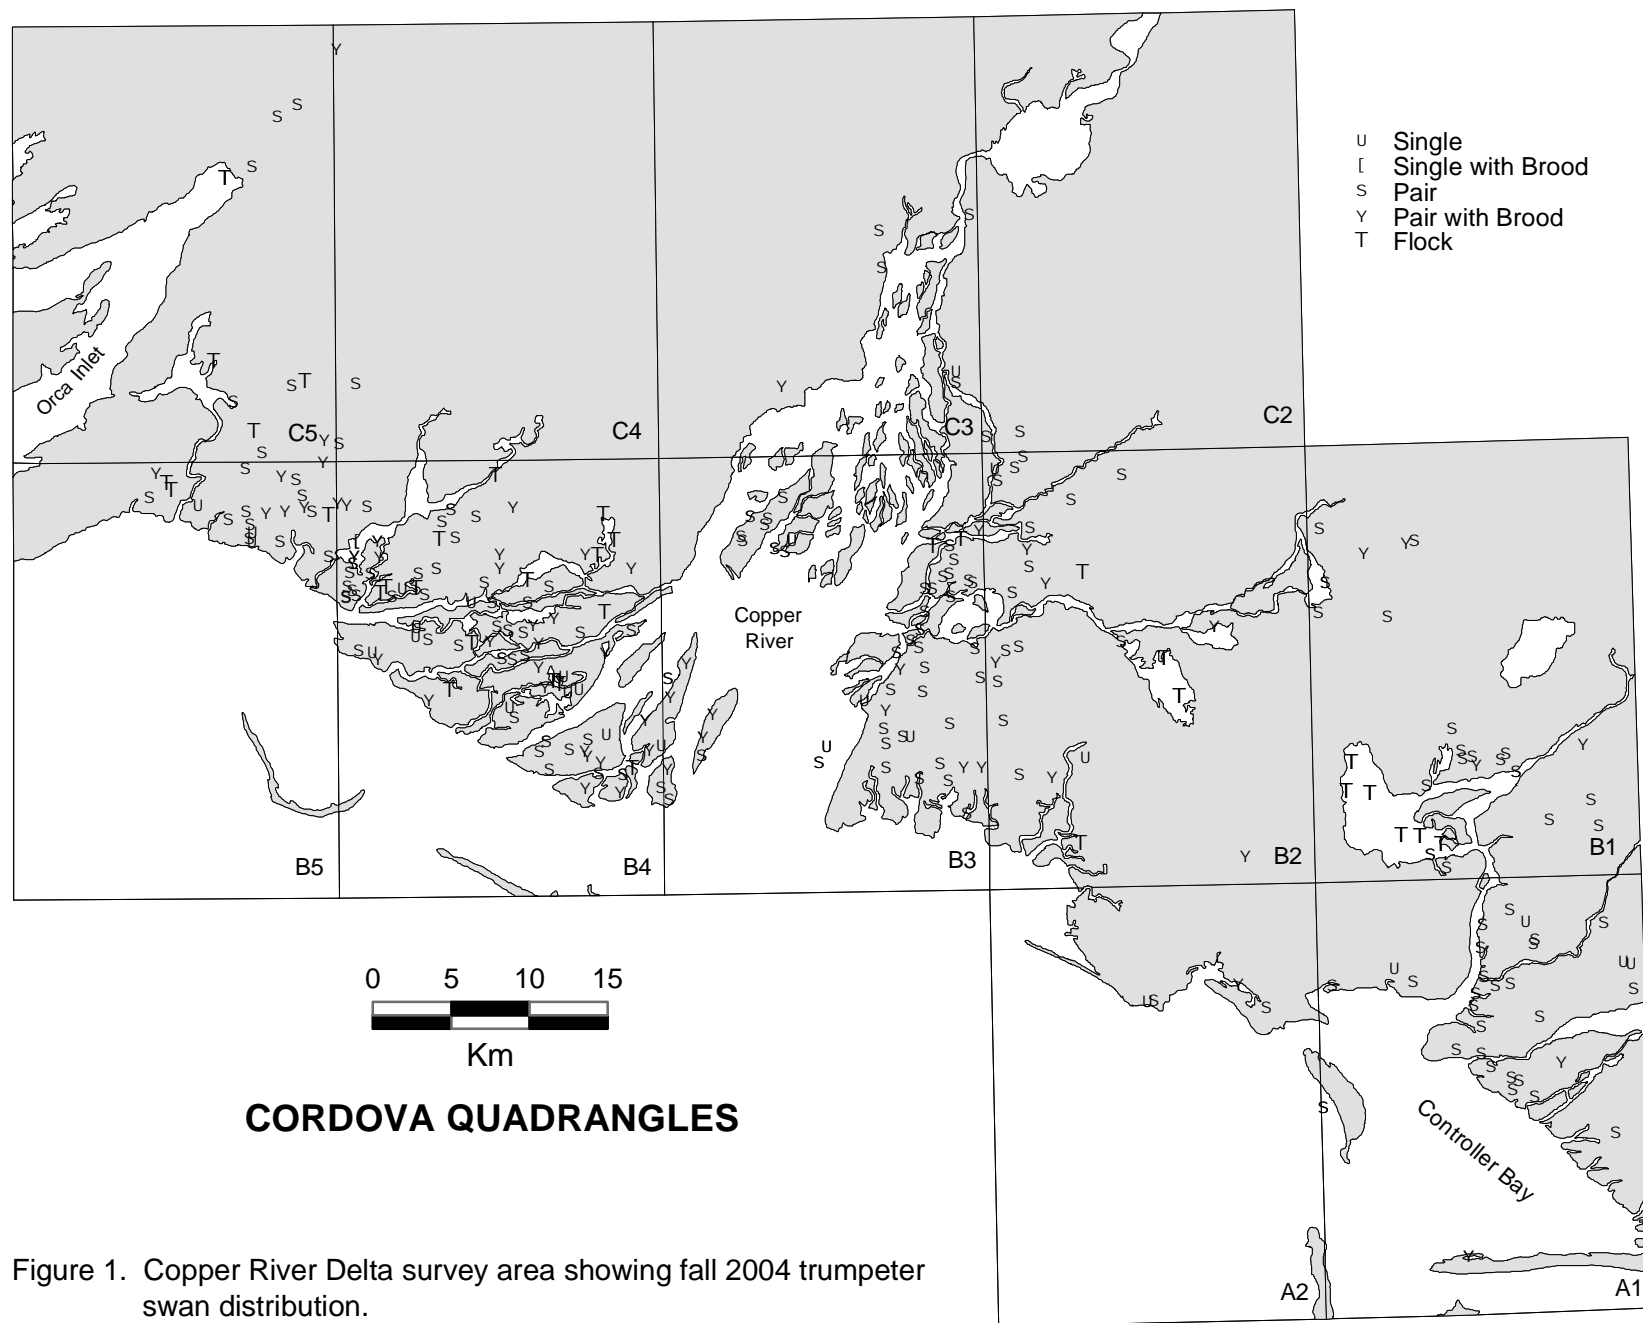 U Single
[ Single with Brood
S Pair
Y Pair with Brood
T Flock
Orca Inlet
C5
C4
C3
C2
Copper
River
B5
B4
B3
B2
B1
0 5 10 15
Km
CORDOVA QUADRANGLES
Controller Bay
A2
A1
Figure 1. Copper River Delta survey area showing fall 2004 trumpeter
swan distribution.